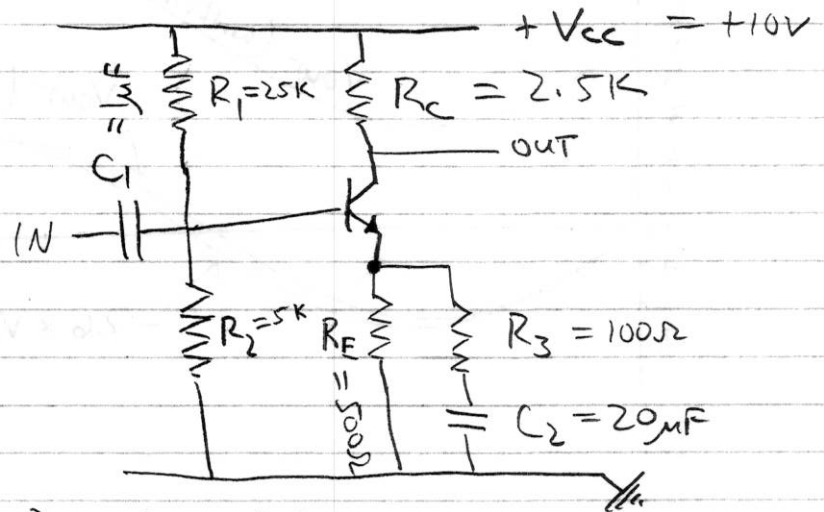 +Vcc = +10V
R1=25K
RC = 2.5K
OUT
1μF
=
C1
IN
R2=5K
RE=500Ω
R3 = 100Ω
C2 = 20μF